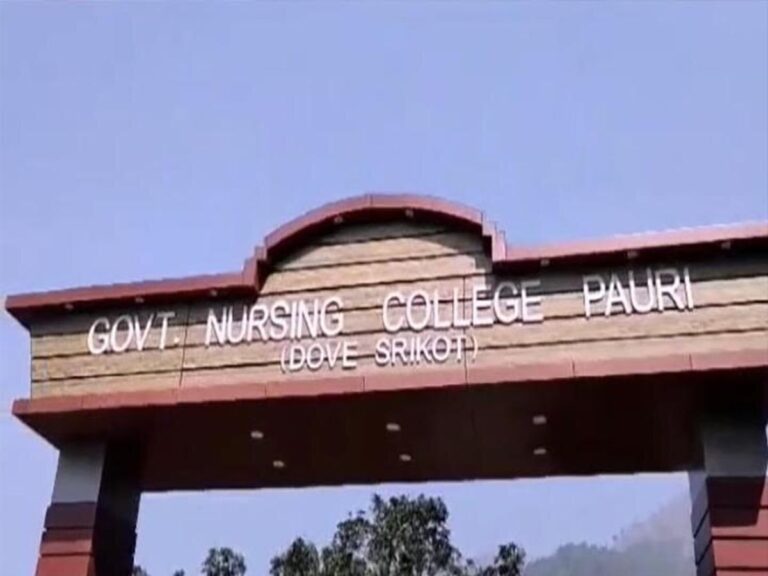 GOVT. NURSING COLLEGE PAURI
(DOVE SRIKOT)